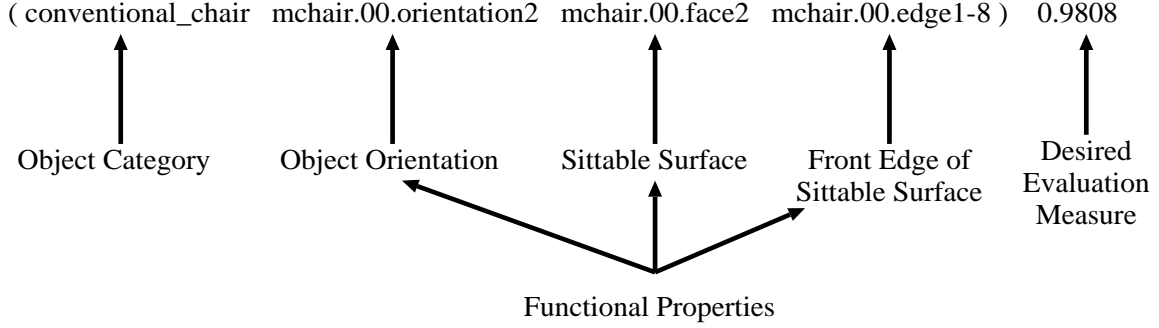 ( conventional_chair mchair.00.orientation2 mchair.00.face2 mchair.00.edge1-8 ) 0.9808
Object Category
Object Orientation
Sittable Surface
Front Edge of
Sittable Surface
Desired
Evaluation
Measure
Functional Properties